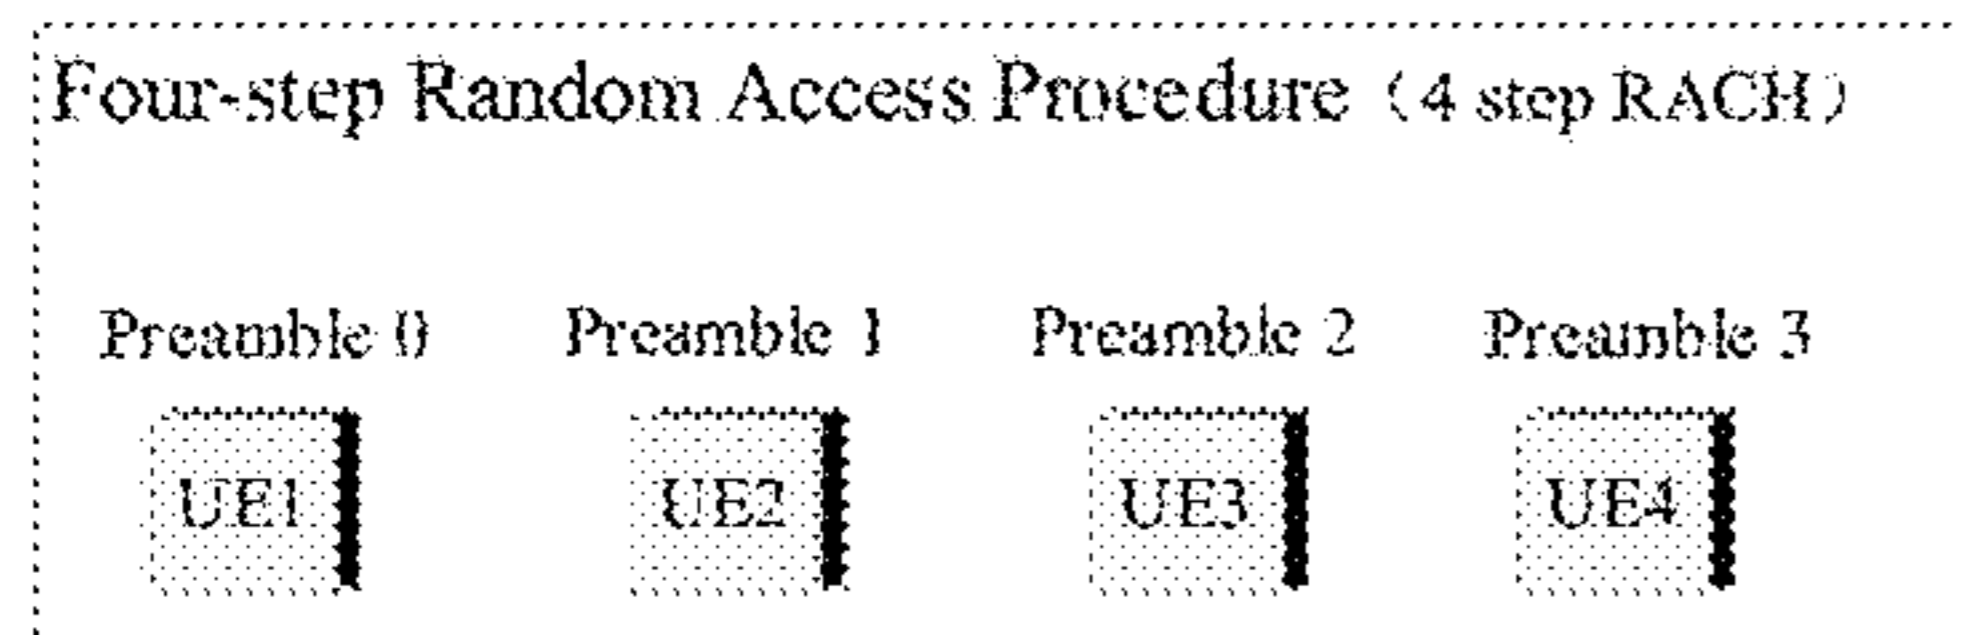 Four-step Random Access Procedure（4 step RACH）
Preamble 0 Preamble 1 Preamble 2 Preamble 3
UE1 UE2 UE3 UE4